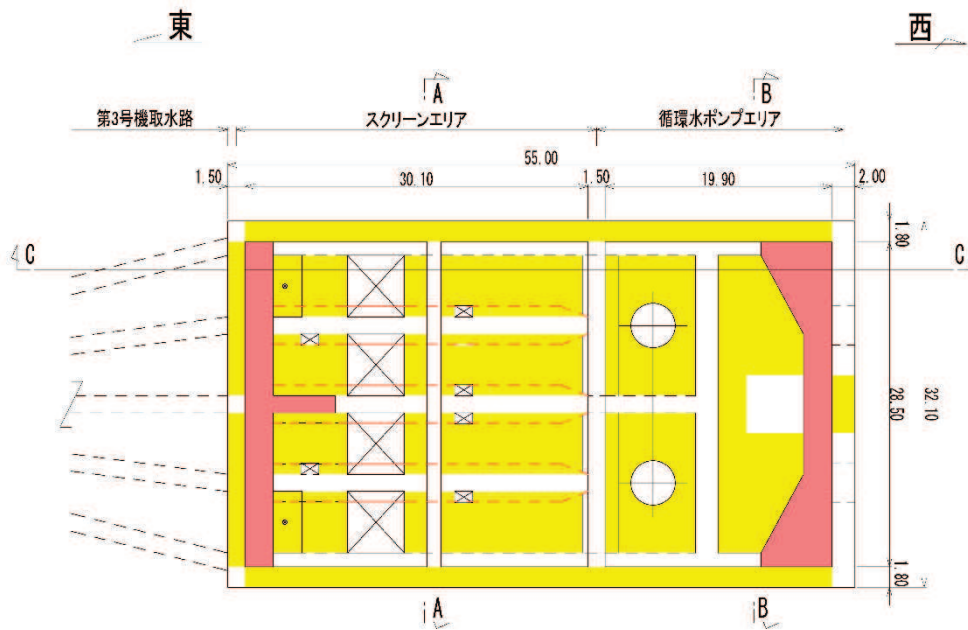 東
西
A
B
第3号機取水路
スクリーンエリア
循環水ポンプエリア
55.00
1.50
30.10
1.50
19.90
2.00
1.80
C
C
28.50
32.10
1.80
A
B